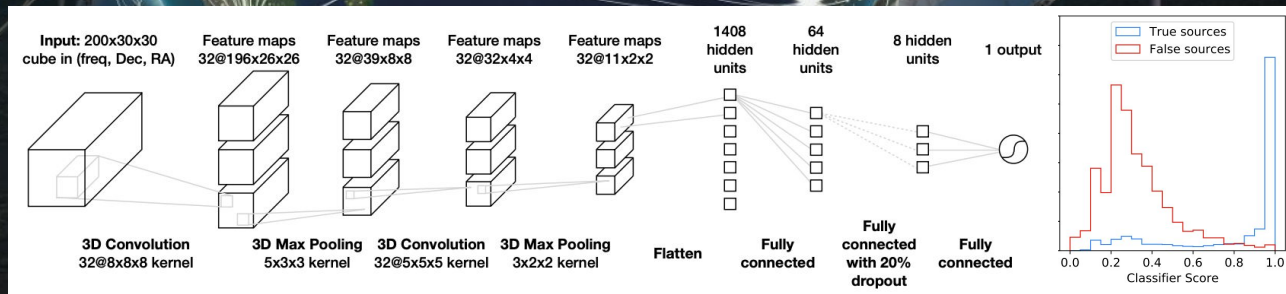 Input: 200x30x30
cube in (freq, Dec, RA)
Feature maps
32@196x26x26
Feature maps
32@39x8x8
Feature maps
32@32x4x4
Feature maps
32@11x2x2
1408
hidden
units
64
hidden
units
8 hidden
units
1 output
3D Convolution
32@8x8x8 kernel
3D Max Pooling
5x3x3 kernel
3D Convolution
32@5x5x5 kernel
3D Max Pooling
3x2x2 kernel
Flatten
Fully
connected
Fully
connected
with 20%
dropout
Fully
connected
True sources
False sources
0.0 0.2 0.4 0.6 0.8 1.0
Classifier Score